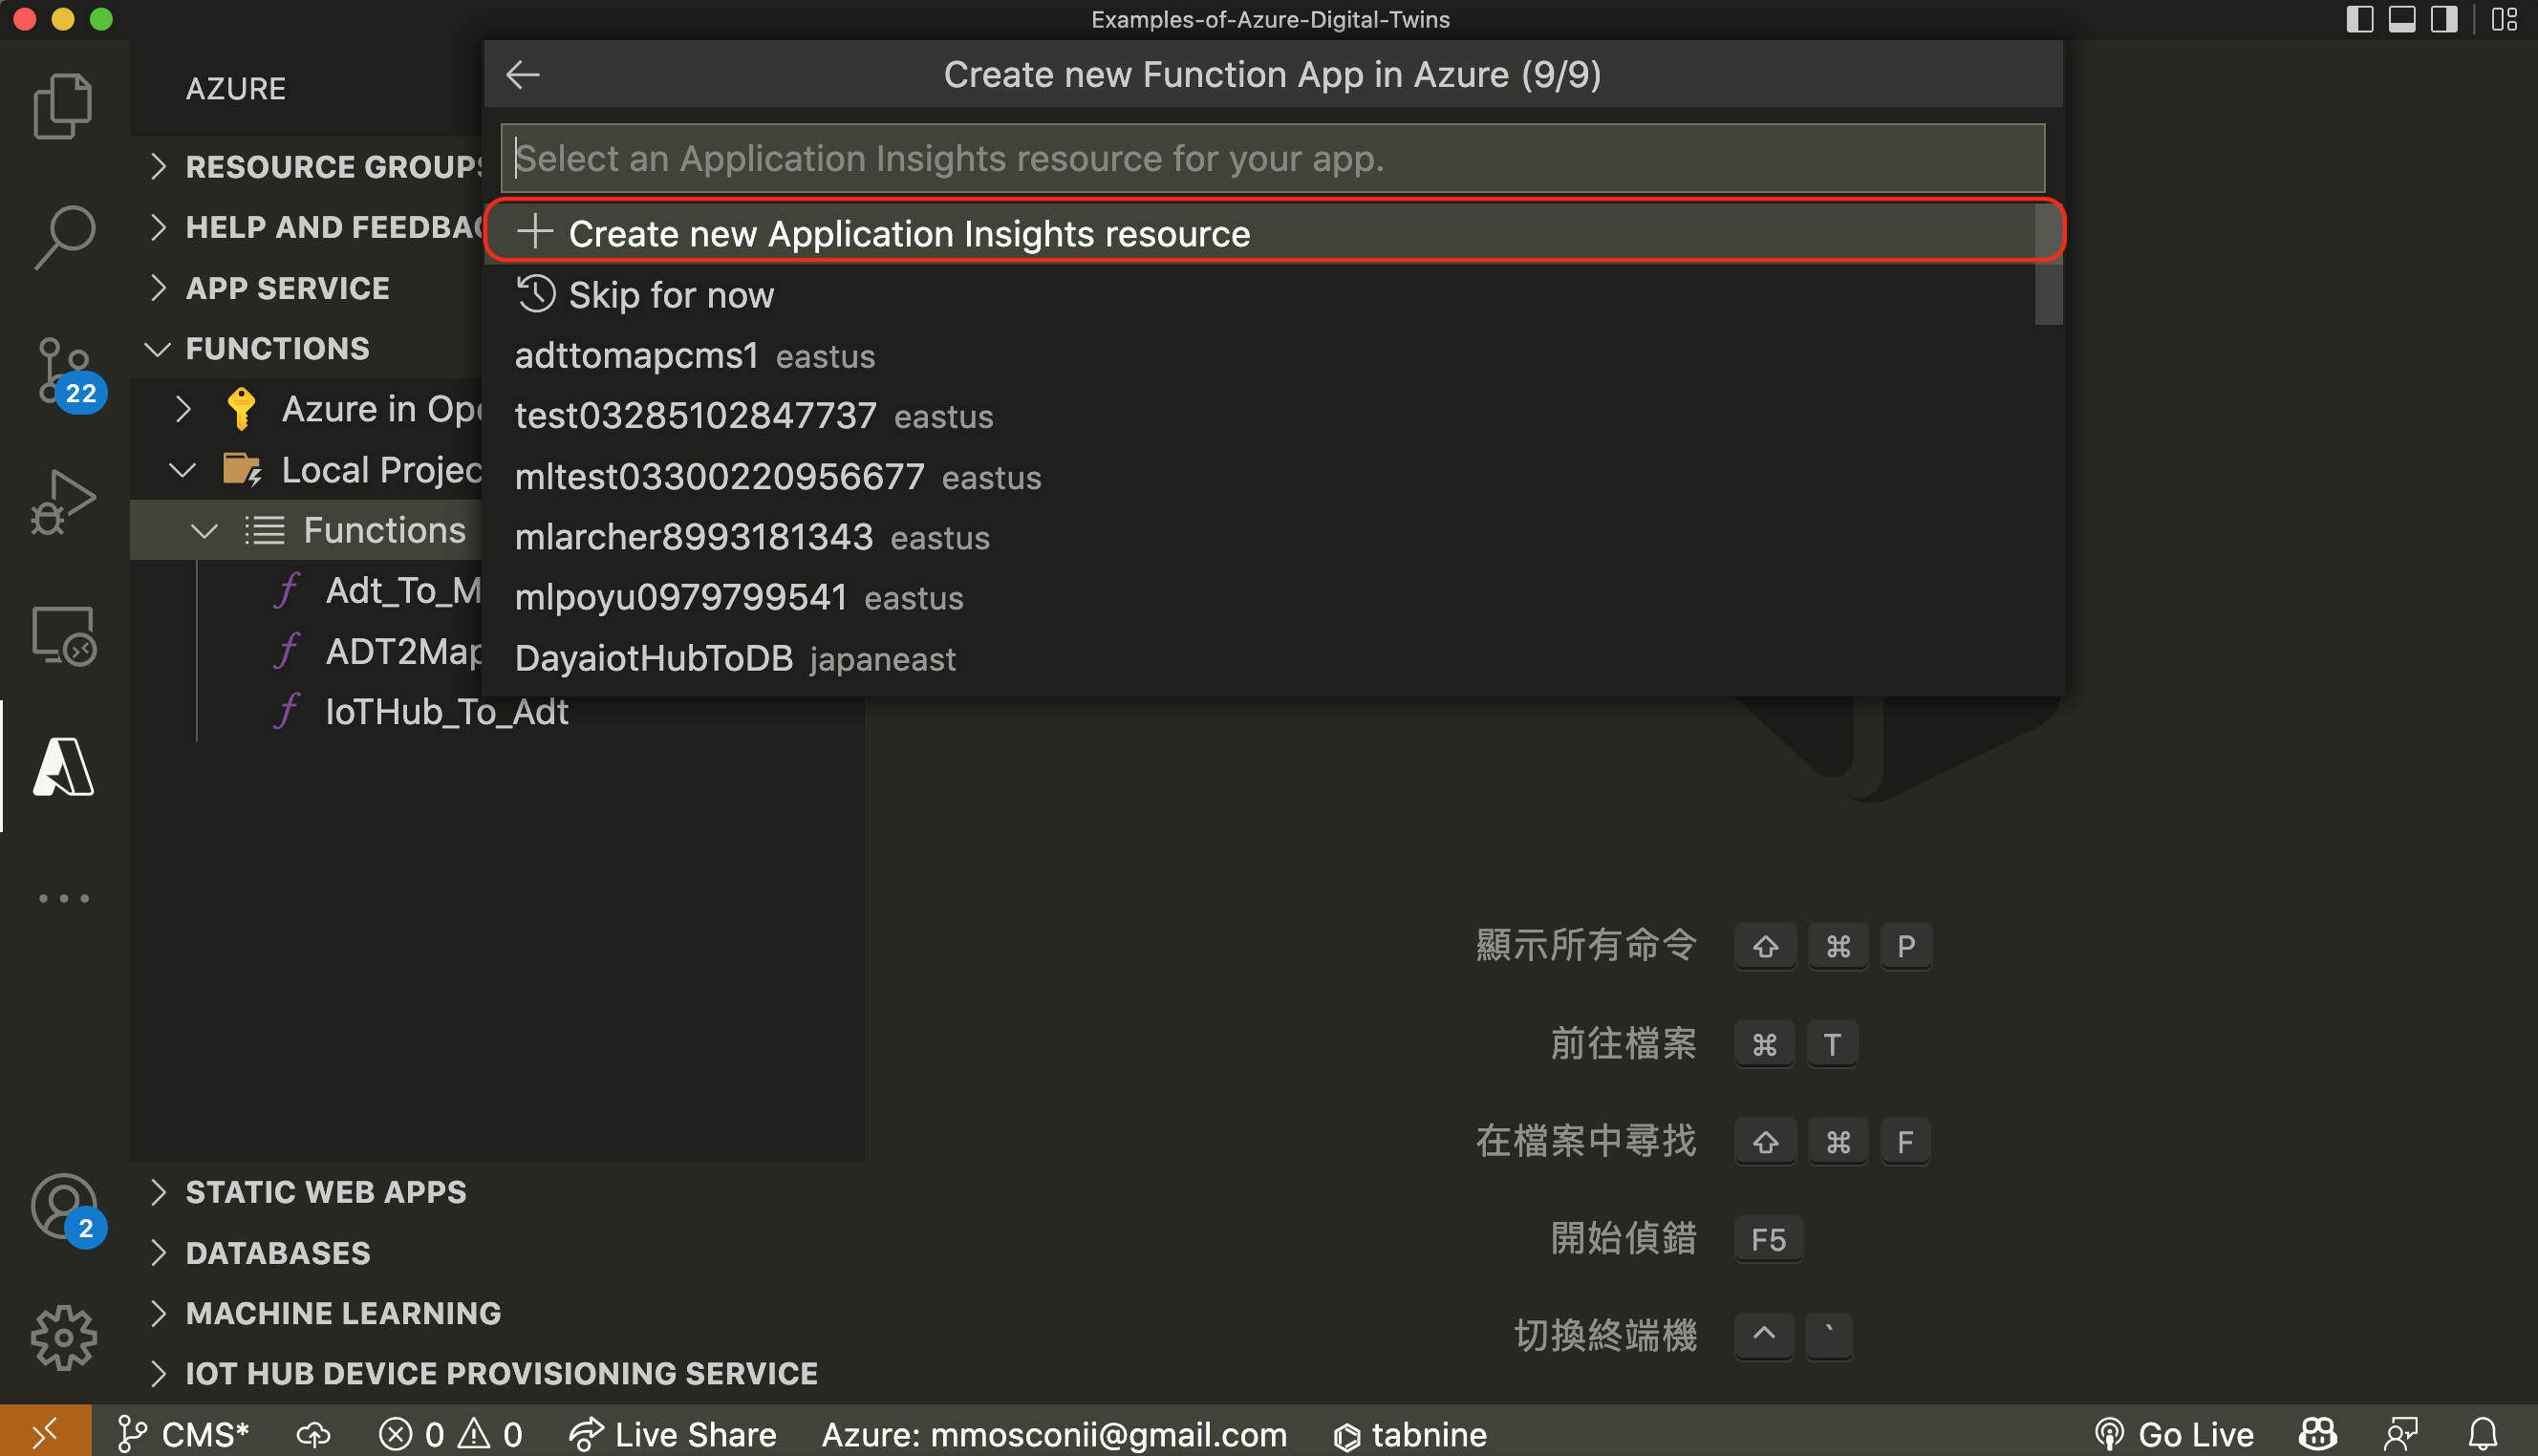 Examples-of-Azure-Digital-Twins
AZURE
RESOURCE GROUPS
HELP AND FEEDBAC
APP SERVICE
FUNCTIONS
Azure in Op
Local Projec
Functions
Adt_To_M
ADT2Map
IoTHub_To_Adt
STATIC WEB APPS
DATABASES
MACHINE LEARNING
IOT HUB DEVICE PROVISIONING SERVICE
22
2
Create new Function App in Azure (9/9)
Select an Application Insights resource for your app.
Create new Application Insights resource
Skip for now
adttomapcms1 eastus
test03285102847737 eastus
mltest03300220956677 eastus
mlarcher8993181343 eastus
mlpoyu0979799541 eastus
DayaiotHubToDB japaneast
顯示所有命令 ⇧ ⌘ P
前往檔案 ⌘ T
在檔案中尋找 ⇧ ⌘ F
開始偵錯 F5
切換終端機 ^ `
CMS* 0 0 Live Share Azure: mmosconii@gmail.com tabnine Go Live